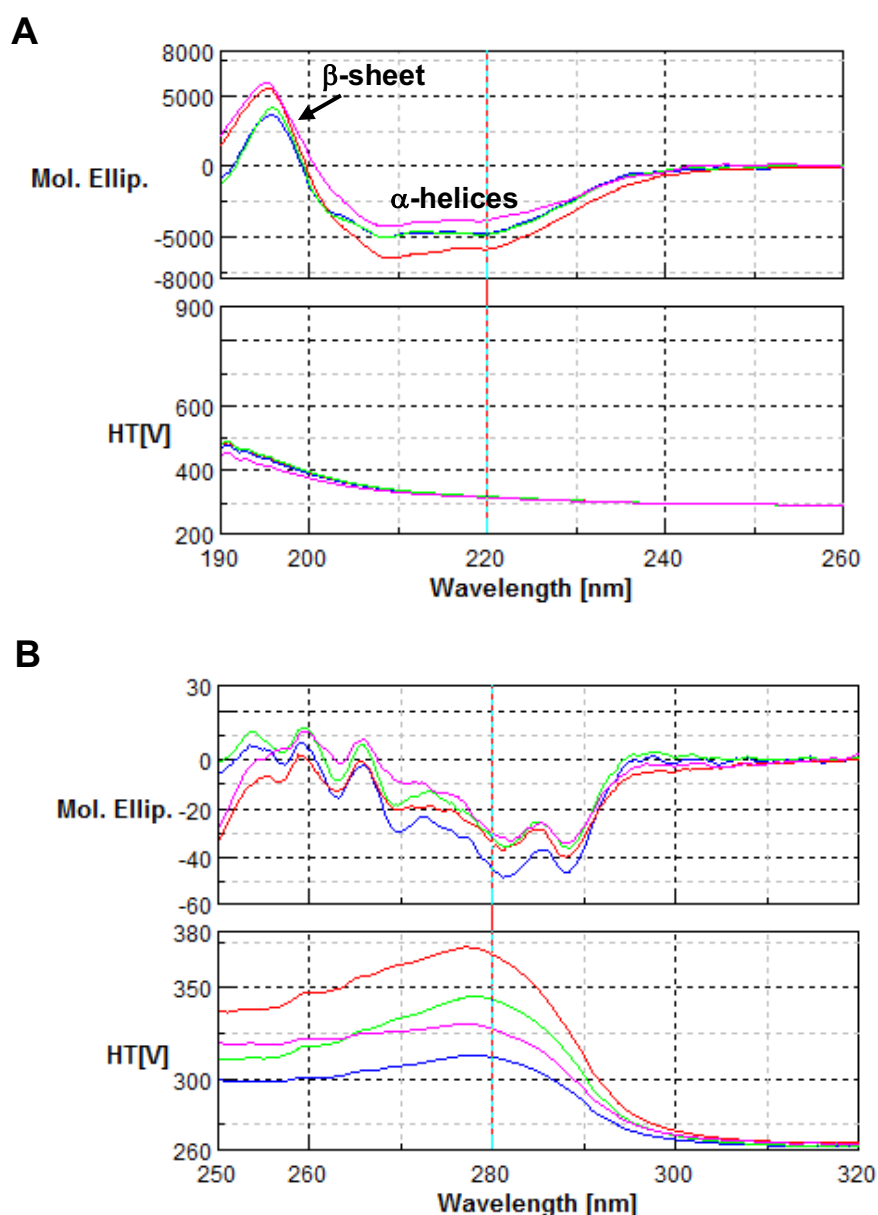 A
8000
5000
0
-5000
-8000
Mol. Ellip.
β-sheet
α-helices
900
600
400
200
HT[V]
190 200 220 240 260
Wavelength [nm]
B
30
0
-20
-40
-60
Mol. Ellip.
380
350
300
260
HT[V]
250 260 280 300 320
Wavelength [nm]